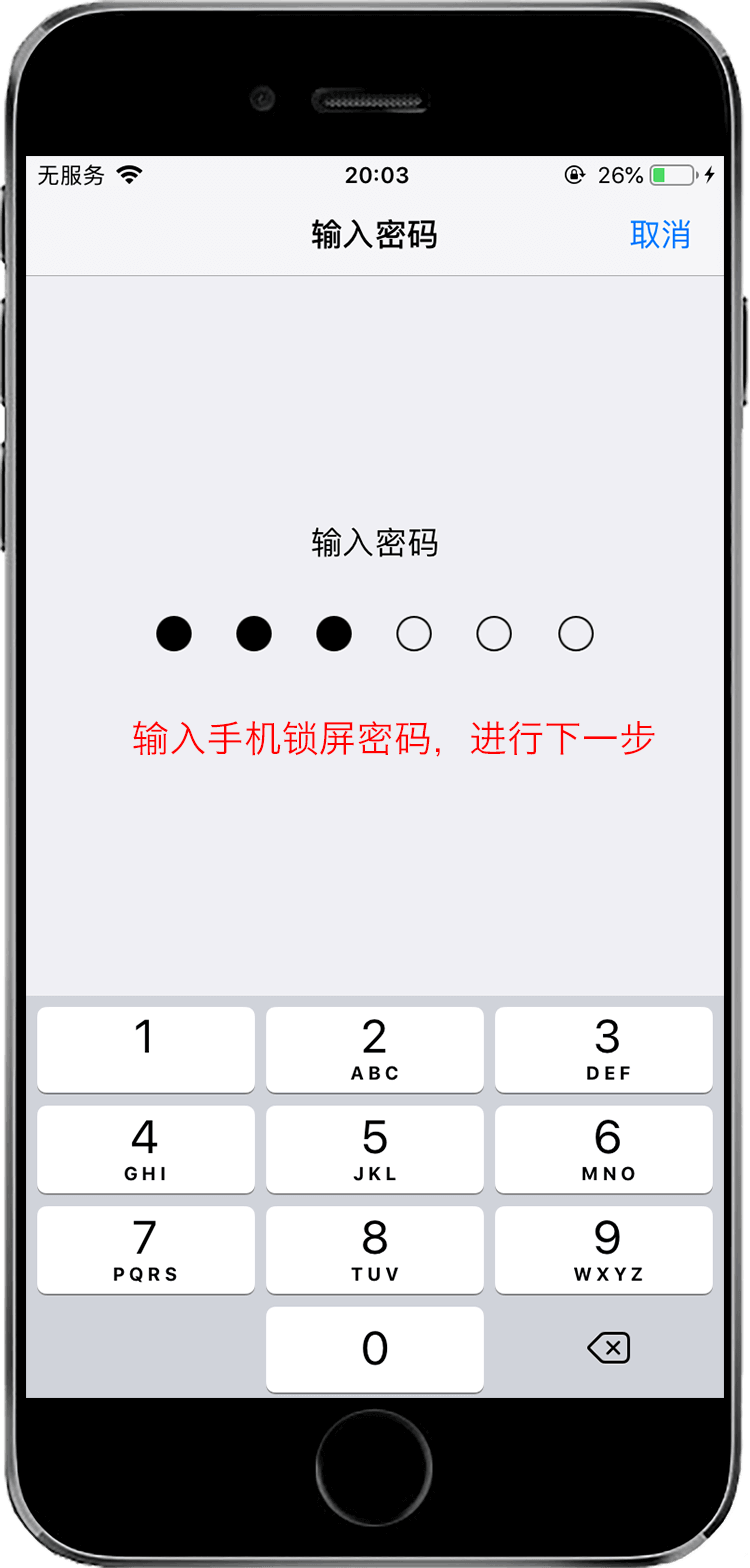 无服务 20:03 26%
输入密码 取消
输入密码
输入手机锁屏密码，进行下一步
1 2 3
ABC DEF
4 5 6
GHI JKL MNO
7 8 9
PQRS TUV WXYZ
0